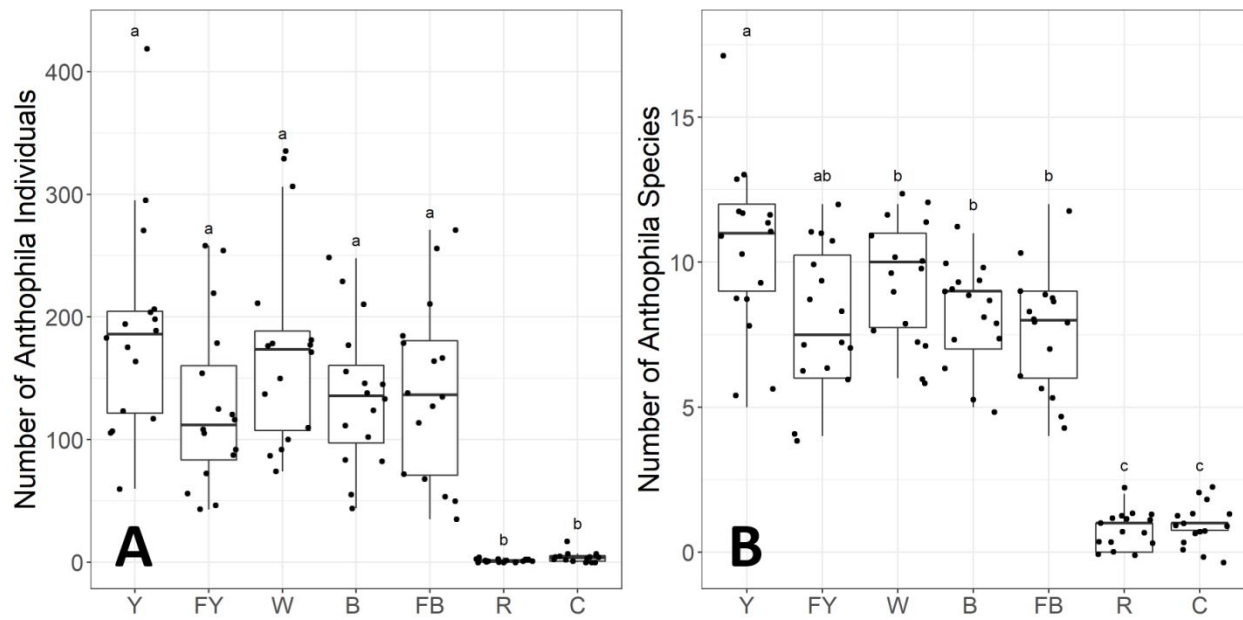 Number of Anthophila Individuals
400
300
200
100
0
a
a
a
a
a
b
b
A
Y FY W B FB R C
Number of Anthophila Species
15
10
5
0
a
ab
b
b
b
c
c
B
Y FY W B FB R C